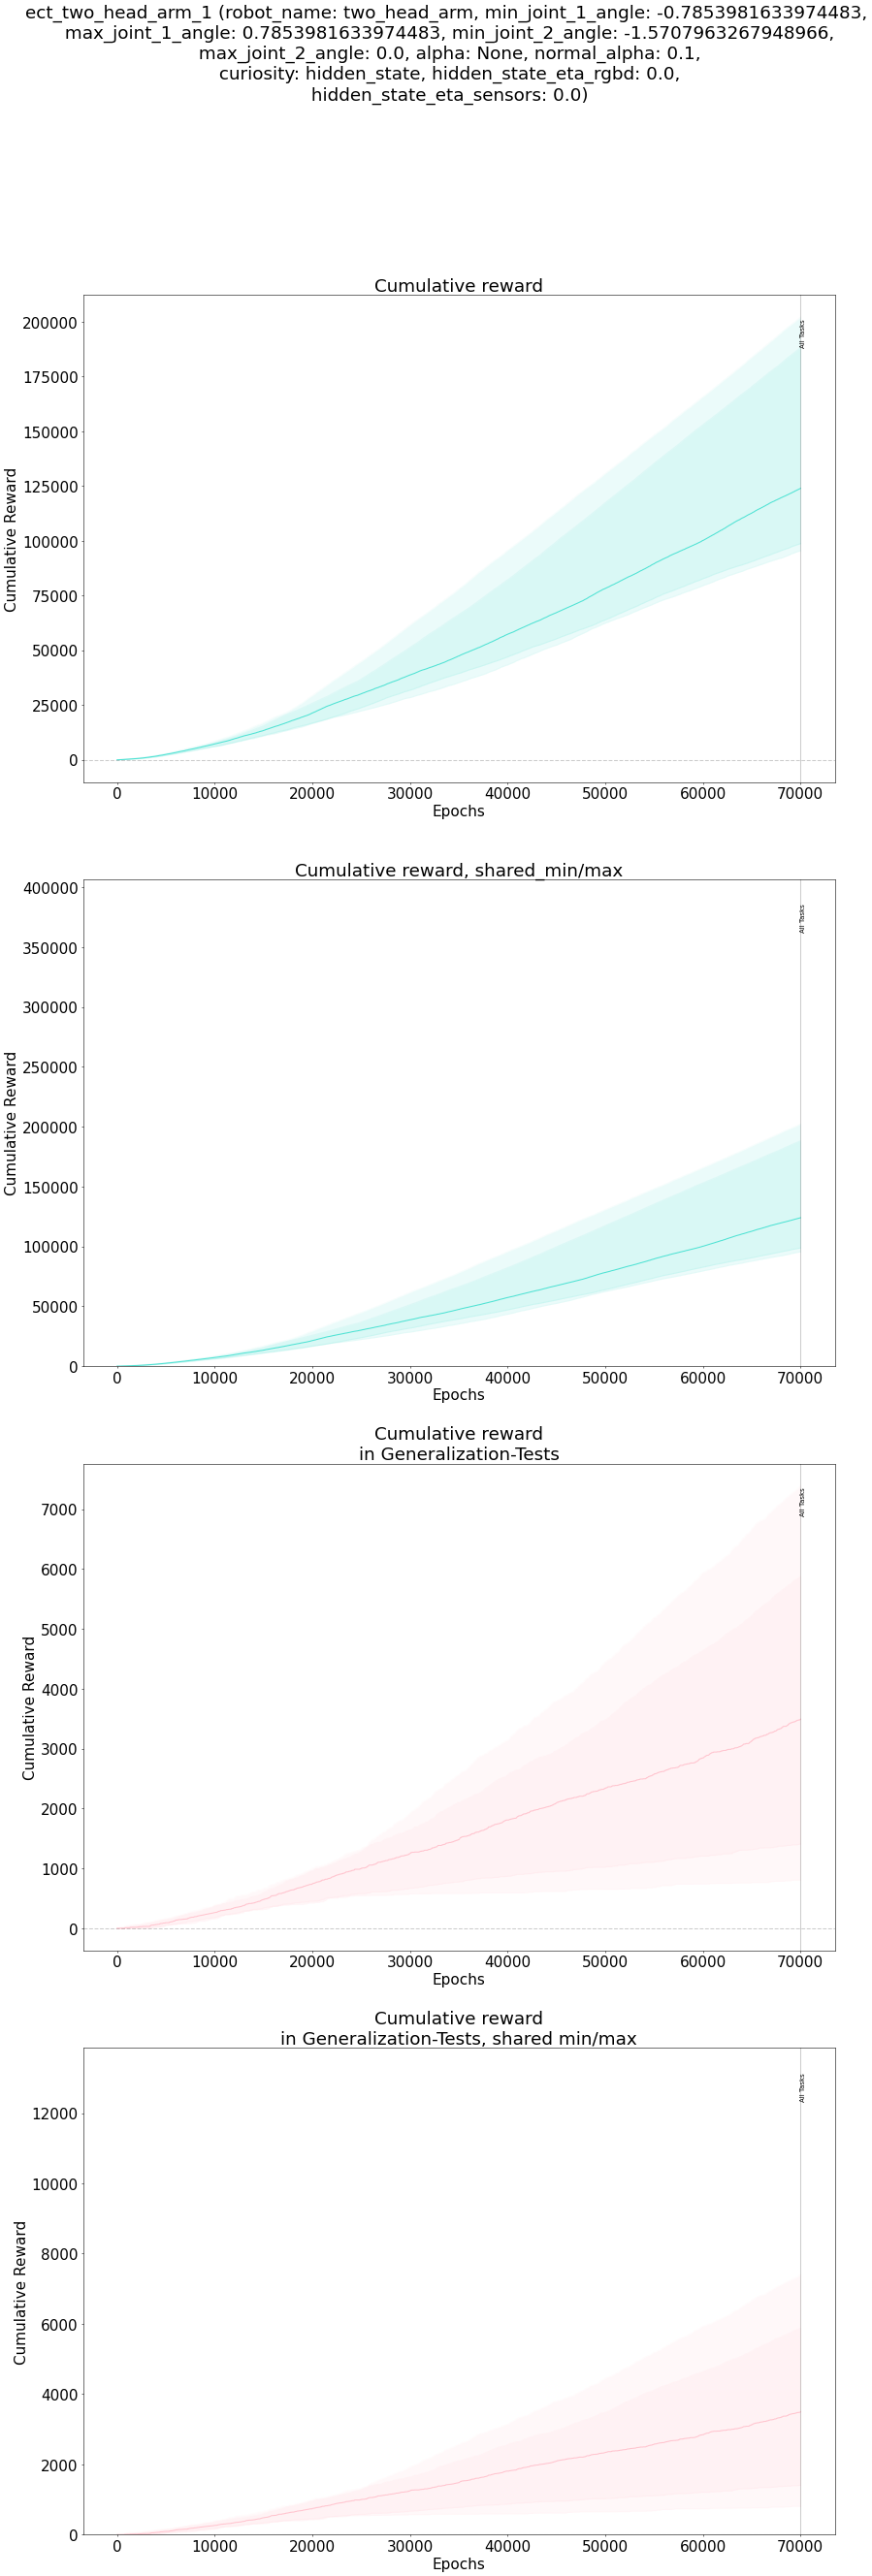 ect_two_head_arm_1 (robot_name: two_head_arm, min_joint_1_angle: -0.7853981633974483,
max_joint_1_angle: 0.7853981633974483, min_joint_2_angle: -1.5707963267948966,
max_joint_2_angle: 0.0, alpha: None, normal_alpha: 0.1,
curiosity: hidden_state, hidden_state_eta_rgbd: 0.0,
hidden_state_eta_sensors: 0.0)
Cumulative reward
All Tasks
200000
175000
150000
125000
100000
75000
50000
25000
0
Cumulative Reward
0 10000 20000 30000 40000 50000 60000 70000
Epochs
Cumulative reward, shared_min/max
All Tasks
400000
350000
300000
250000
200000
150000
100000
50000
0
Cumulative Reward
0 10000 20000 30000 40000 50000 60000 70000
Epochs
Cumulative reward
in Generalization-Tests
All Tasks
7000
6000
5000
4000
3000
2000
1000
0
Cumulative Reward
0 10000 20000 30000 40000 50000 60000 70000
Epochs
Cumulative reward
in Generalization-Tests, shared min/max
All Tasks
12000
10000
8000
6000
4000
2000
0
Cumulative Reward
0 10000 20000 30000 40000 50000 60000 70000
Epochs